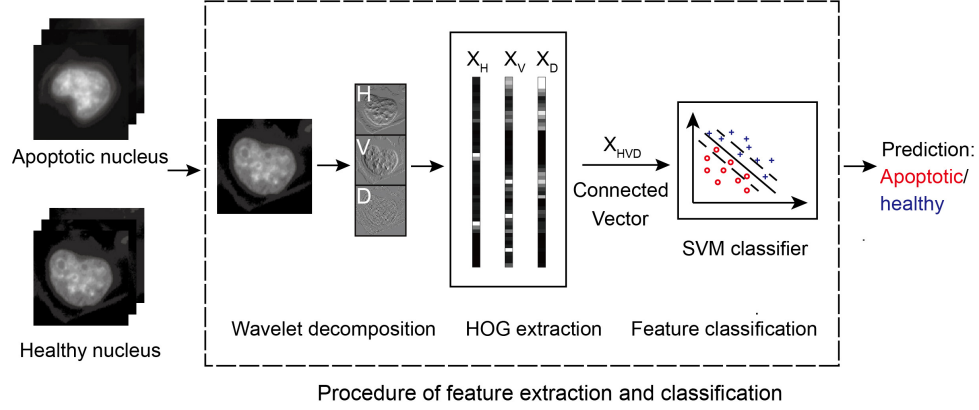 Apoptotic nucleus
Healthy nucleus
H
V
D
X_H X_V X_D
X_HVD
Connected
Vector
SVM classifier
Wavelet decomposition
HOG extraction
Feature classification
Prediction:
Apoptotic/
healthy
Procedure of feature extraction and classification